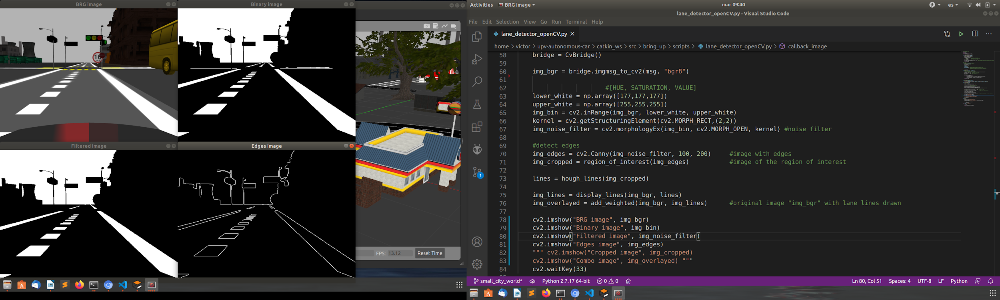 BRG image
Binary image
16
Filtered image
Edges image
FPS: 13.12
Reset Time
Activities
BRG image
mar 09:40
es
lane_detector_openCV.py - Visual Studio Code
File Edit Selection View Go Run Terminal Help
lane_detector_openCV.py
home > victor > upv-autonomous-car > catkin_ws > src > bring_up > scripts > lane_detector_openCV.py > callback_image
58 bridge = CvBridge()
59
60 img_bgr = bridge.imgmsg_to_cv2(msg, "bgr8")
61
62 #[HUE, SATURATION, VALUE]
63 lower_white = np.array([177,177,177])
64 upper_white = np.array([255,255,255])
65 img_bin = cv2.inRange(img_bgr, lower_white, upper_white)
66 kernel = cv2.getStructuringElement(cv2.MORPH_RECT,(2,2))
67 img_noise_filter = cv2.morphologyEx(img_bin, cv2.MORPH_OPEN, kernel) #noise filter
68
69 #detect edges
70 img_edges = cv2.Canny(img_noise_filter, 100, 200) #image with edges
71 img_cropped = region_of_interest(img_edges) #image of the region of interest
72
73 lines = hough_lines(img_cropped)
74
75 img_lines = display_lines(img_bgr, lines)
76 img_overlayed = add_weighted(img_bgr, img_lines) #original image "img_bgr" with lane lines drawn
77
78 cv2.imshow("BRG image", img_bgr)
79 cv2.imshow("Binary image", img_bin)
80 cv2.imshow("Filtered image", img_noise_filter)
81 cv2.imshow("Edges image", img_edges)
82 """ cv2.imshow("Cropped image", img_cropped)
83 cv2.imshow("Combo image", img_overlayed) """
84 cv2.waitKey(33)
1
small_city_world* Python 2.7.17 64-bit 0 0 Ln 80, Col 51 Spaces: 4 UTF-8 LF Python